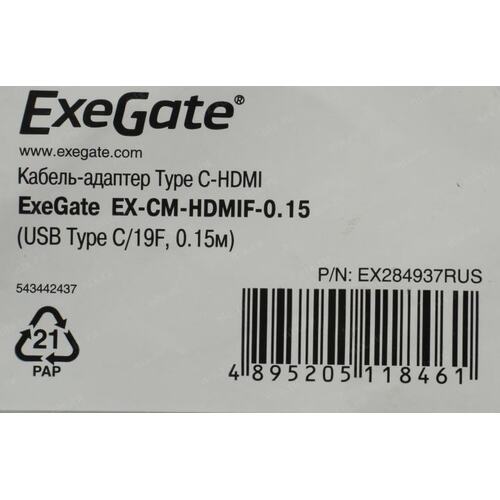 ExeGate®
www.exegate.com
Кабель-адаптер Type C-HDMI
ExeGate EX-CM-HDMIF-0.15
(USB Type C/19F, 0.15м)
P/N: EX284937RUS
543442437
21
PAP
4 895205 118461